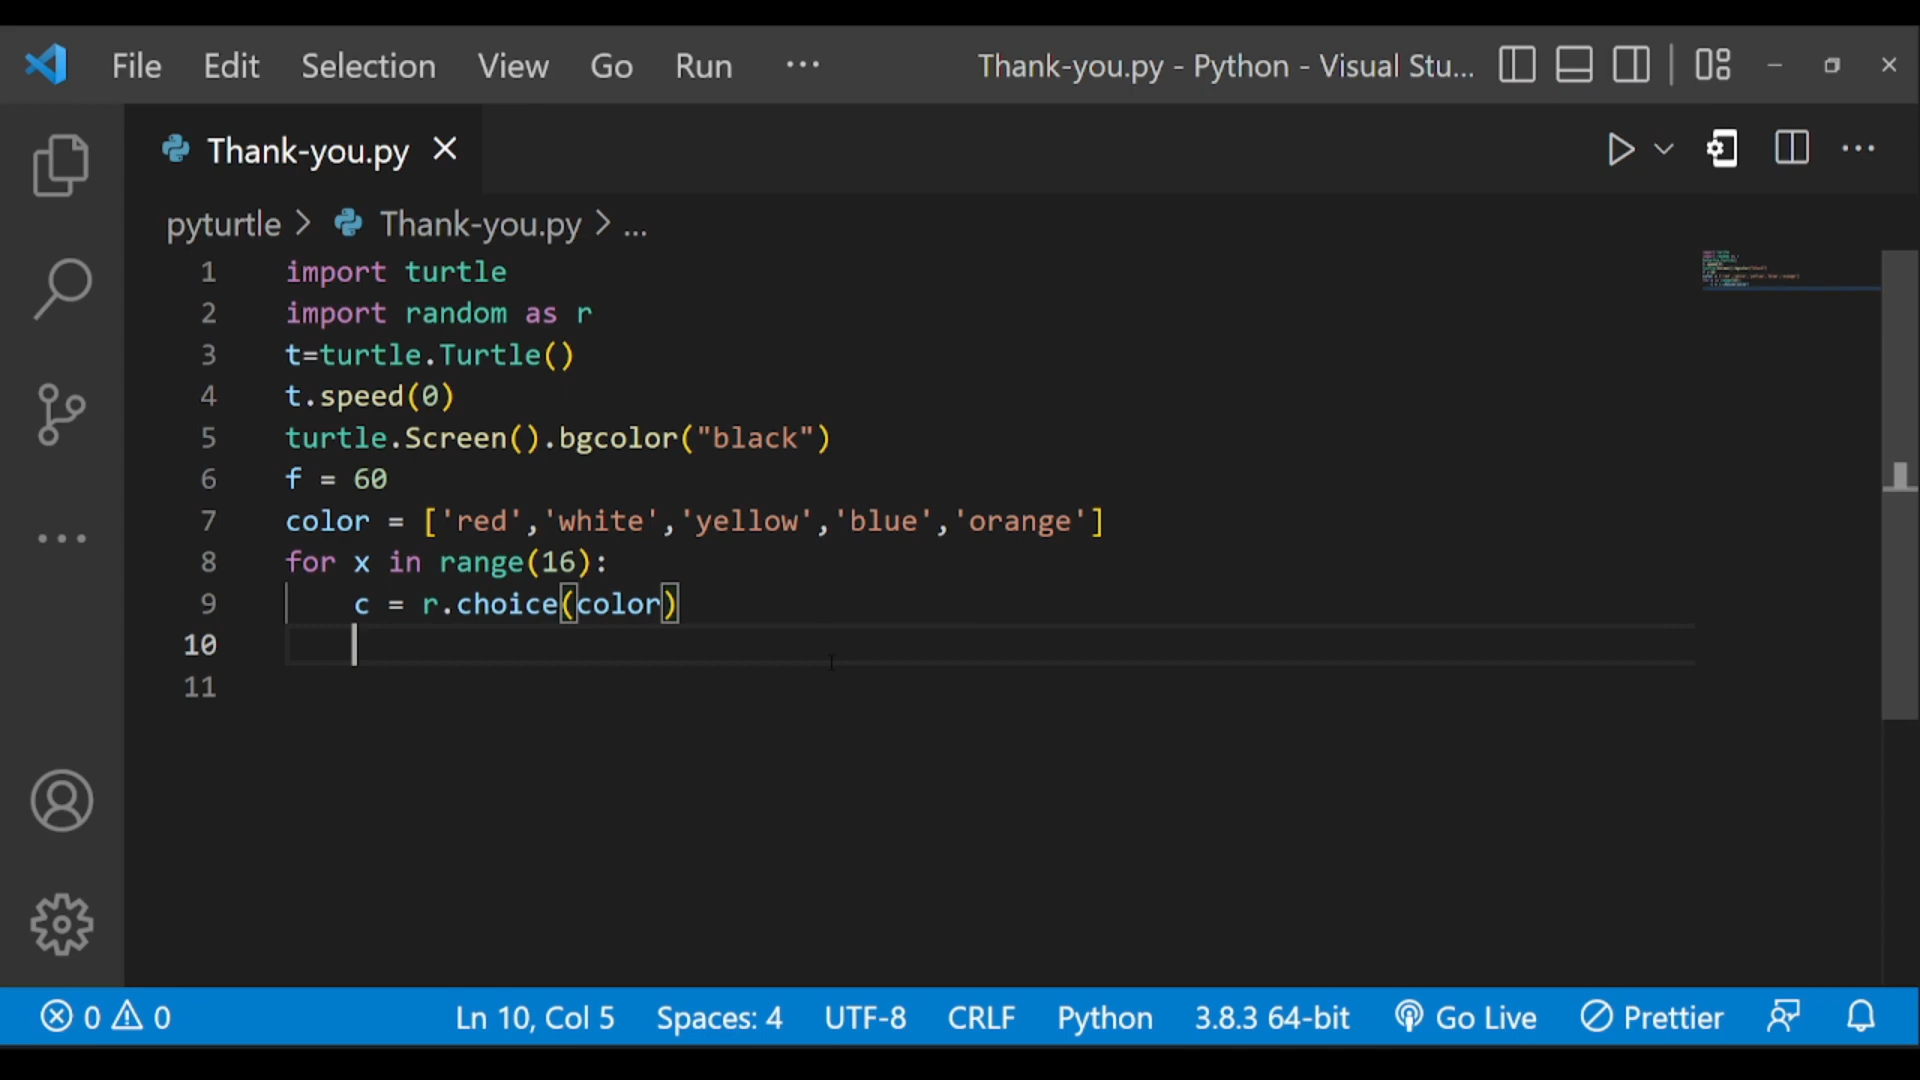 File Edit Selection View Go Run ··· Thank-you.py - Python - Visual Stu...
Thank-you.py
pyturtle > Thank-you.py > ...
1 import turtle
2 import random as r
3 t=turtle.Turtle()
4 t.speed(0)
5 turtle.Screen().bgcolor("black")
6 f = 60
7 color = ['red','white','yellow','blue','orange']
8 for x in range(16):
9     c = r.choice(color)
10
11
0 0 Ln 10, Col 5 Spaces: 4 UTF-8 CRLF Python 3.8.3 64-bit Go Live Prettier